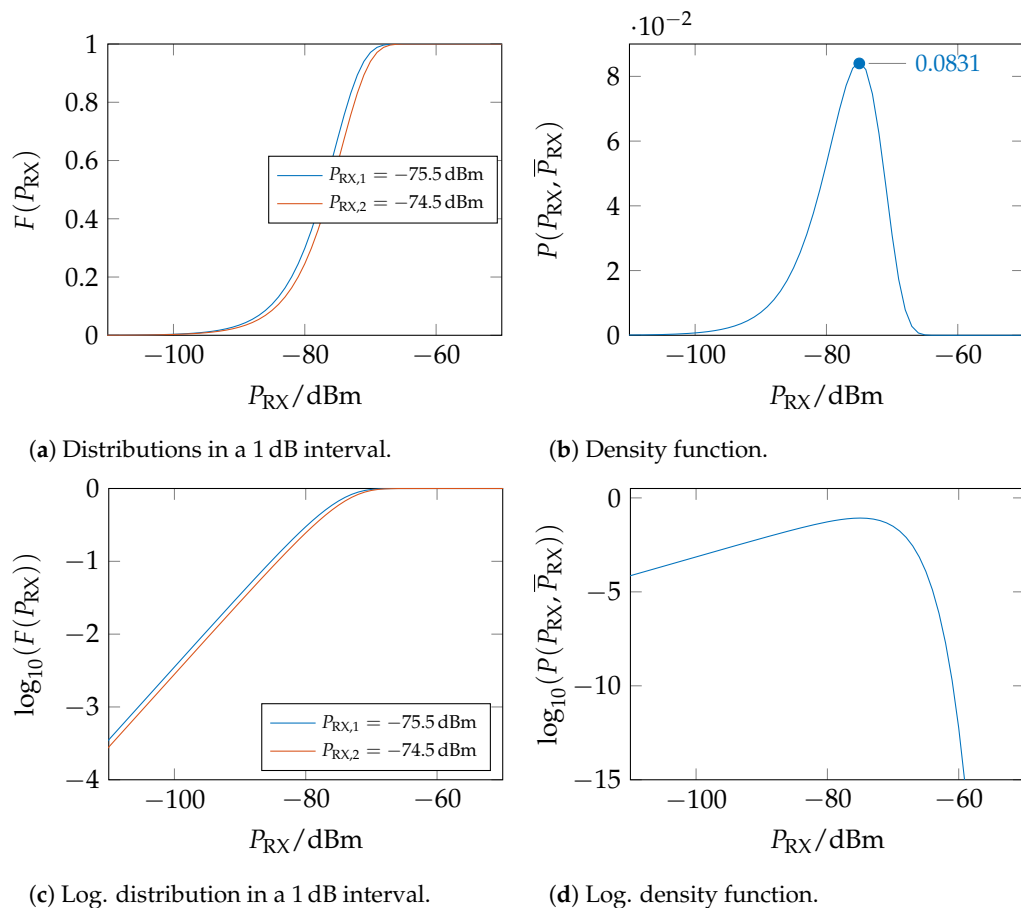 1
0.8
0.6
0.4
0.2
0
F(P_RX)
P_RX,1 = −75.5 dBm
P_RX,2 = −74.5 dBm
−100 −80 −60
P_RX/dBm
(a) Distributions in a 1 dB interval.
·10⁻²
8
6
4
2
0
P(P_RX, P̅_RX)
0.0831
−100 −80 −60
P_RX/dBm
(b) Density function.
0
−1
−2
−3
−4
log₁₀(F(P_RX))
P_RX,1 = −75.5 dBm
P_RX,2 = −74.5 dBm
−100 −80 −60
P_RX/dBm
(c) Log. distribution in a 1 dB interval.
0
−5
−10
−15
log₁₀(P(P_RX, P̅_RX))
−100 −80 −60
P_RX/dBm
(d) Log. density function.